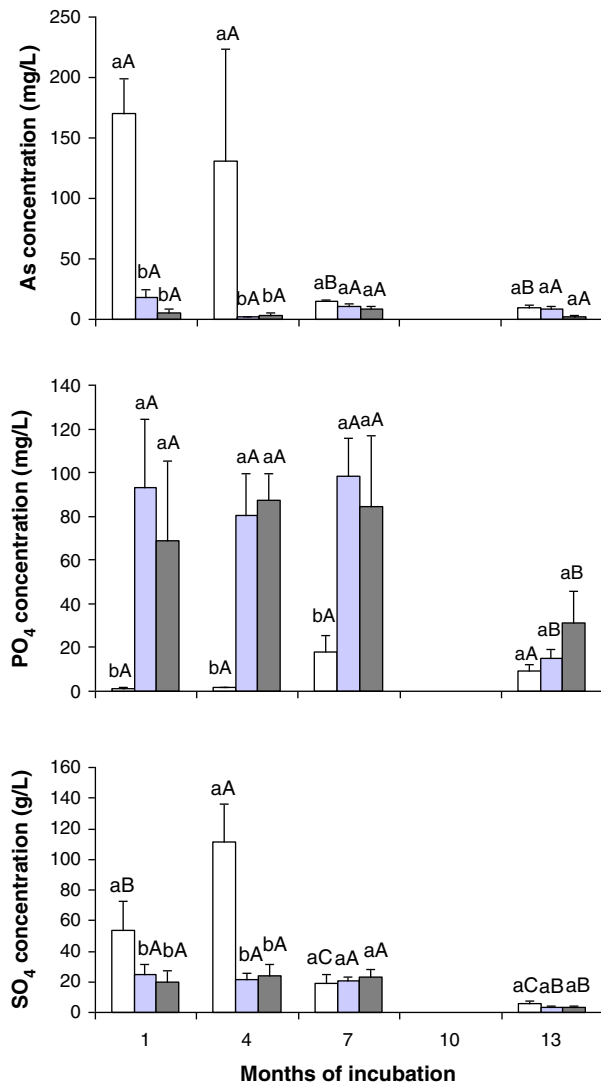 As concentration (mg/L)
250
200
150
100
50
0
aA
bA
bA
aA
bA
bA
aB
aA
aA
aB
aA
aA
PO4 concentration (mg/L)
140
120
100
80
60
40
20
0
bA
aA
aA
bA
aA
aA
bA
aA
aA
aA
aB
aB
SO4 concentration (g/L)
160
140
120
100
80
60
40
20
0
aB
bA
bA
aA
bA
bA
aC
aA
aA
aC
aB
aB
1 4 7 10 13
Months of incubation